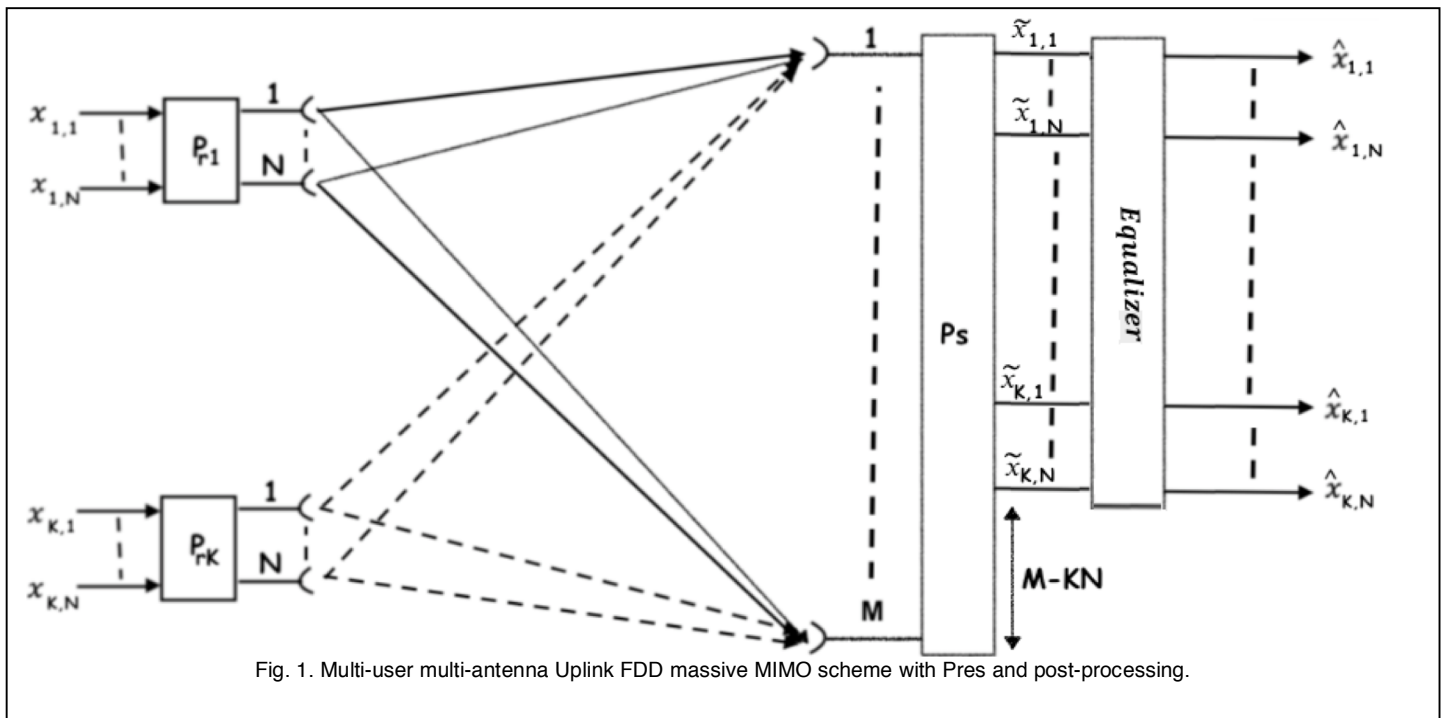 x̃1,1
1
x̂1,1
x1,1
1
Pr1
x̃1,N
x̂1,N
N
x1,N
Equalizer
Ps
x̃K,1
x̂K,1
xK,1
1
PrK
x̃K,N
x̂K,N
N
xK,N
M-KN
M
Fig. 1. Multi-user multi-antenna Uplink FDD massive MIMO scheme with Pres and post-processing.